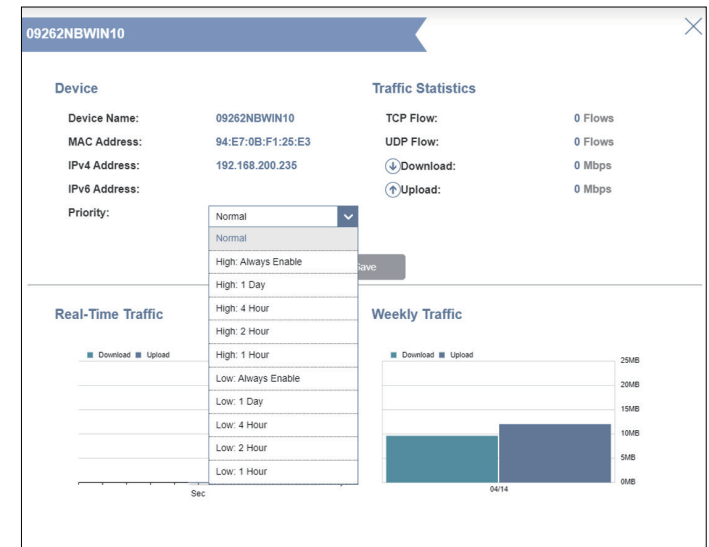 09262NBWIN10
Device
Device Name: 09262NBWIN10
MAC Address: 94:E7:0B:F1:25:E3
IPv4 Address: 192.168.200.235
IPv6 Address:
Priority: Normal
Normal
High: Always Enable
High: 1 Day
High: 4 Hour
High: 2 Hour
High: 1 Hour
Low: Always Enable
Low: 1 Day
Low: 4 Hour
Low: 2 Hour
Low: 1 Hour
Traffic Statistics
TCP Flow: 0 Flows
UDP Flow: 0 Flows
Download: 0 Mbps
Upload: 0 Mbps
Save
Real-Time Traffic
Download Upload
Sec
Weekly Traffic
Download Upload
25MB
20MB
15MB
10MB
5MB
0MB
04/14